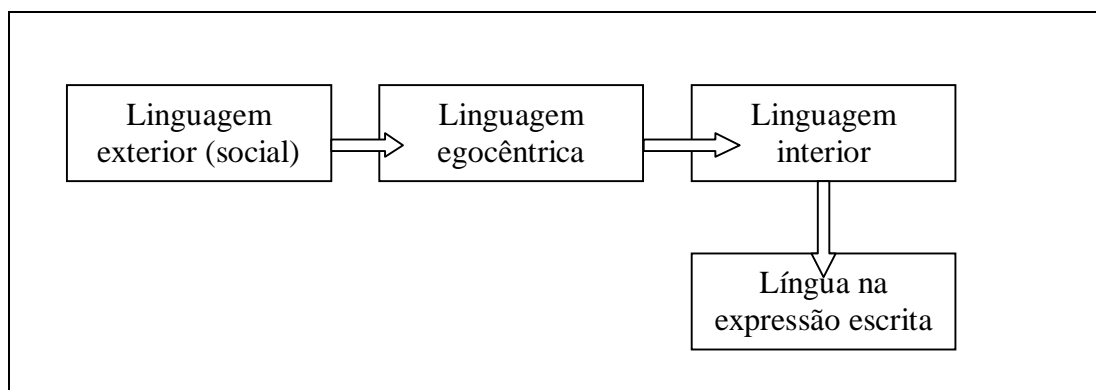 Linguagem
exterior (social)
Linguagem
egocêntrica
Linguagem
interior
Língua na
expressão escrita